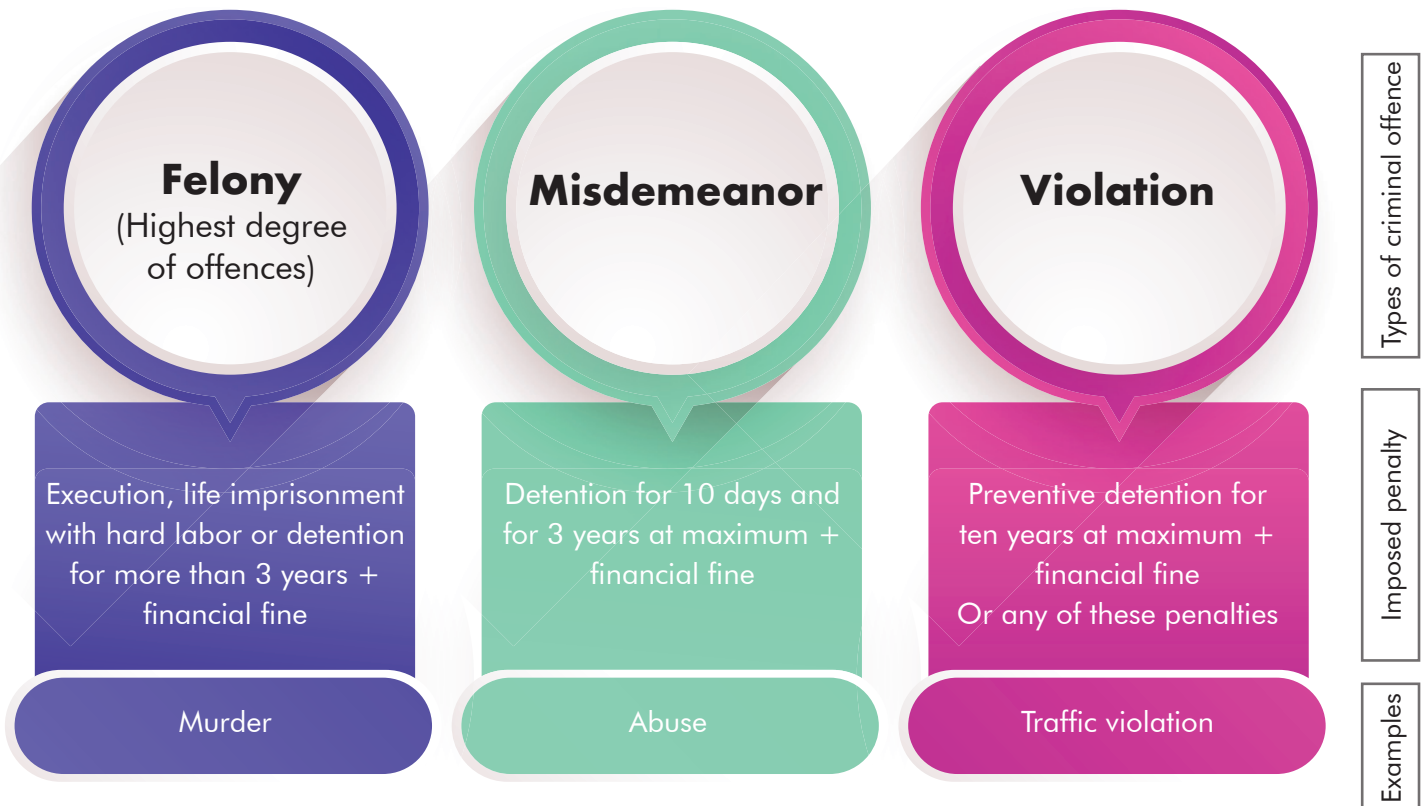 Felony
(Highest degree
of offences)
Misdemeanor
Violation
Types of criminal offence
Execution, life imprisonment
with hard labor or detention
for more than 3 years +
financial fine
Detention for 10 days and
for 3 years at maximum +
financial fine
Preventive detention for
ten years at maximum +
financial fine
Or any of these penalties
Imposed penalty
Murder
Abuse
Traffic violation
Examples